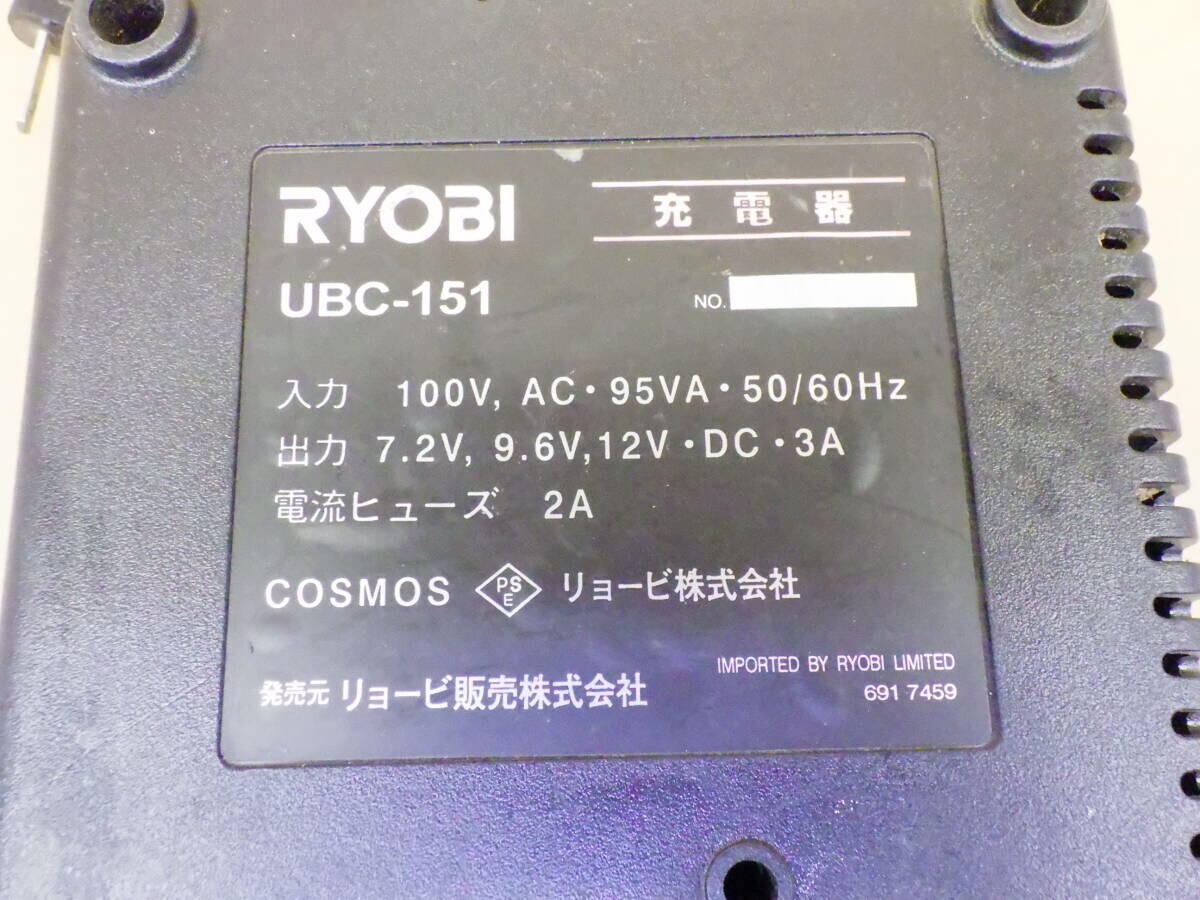 RYOBI 充電器
UBC-151 NO.
入力 100V, AC・95VA・50/60Hz
出力 7.2V, 9.6V,12V・DC・3A
電流ヒューズ 2A
COSMOS PSE リョービ株式会社
IMPORTED BY RYOBI LIMITED
発売元 リョービ販売株式会社 691 7459